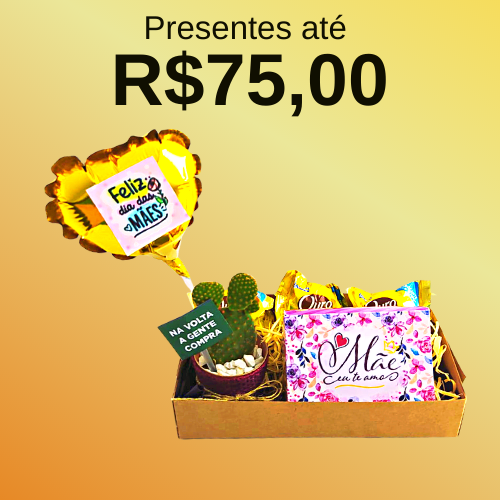 Presentes até
R$75,00
Feliz
dia das
MÃES
NA VOLTA
A GENTE
COMPRA
Ouro
Ouro
Mãe
eu te amo